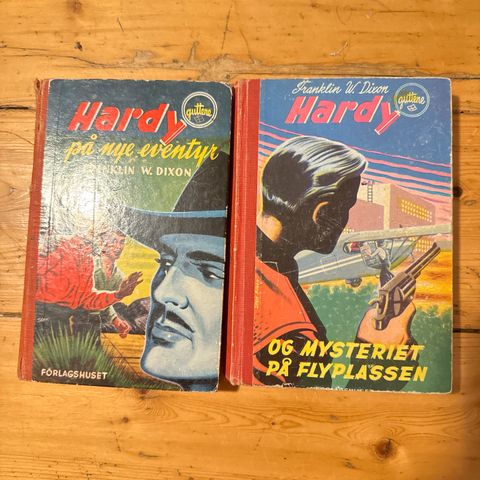 Hardy
guttene
på nye eventyr
FRANKLIN W. DIXON
FÖRLAGSHUSET
Franklin W. Dixon
Hardy
guttene
OG MYSTERIET
PÅ FLYPLASSEN